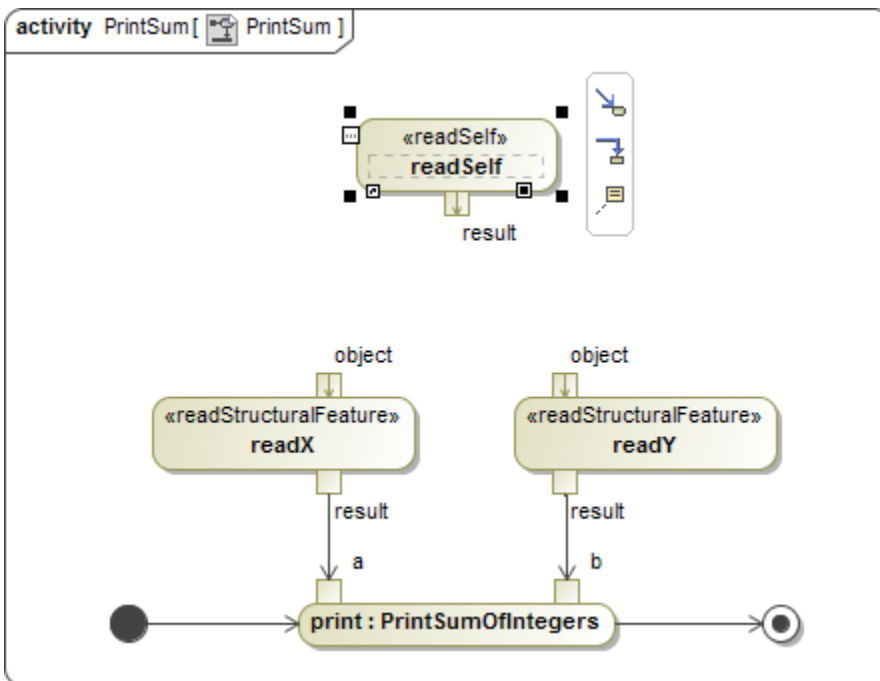 activity PrintSum[ PrintSum ]
«readSelf»
readSelf
result
object
object
«readStructuralFeature»
readX
«readStructuralFeature»
readY
result
result
a
b
print : PrintSumOfIntegers